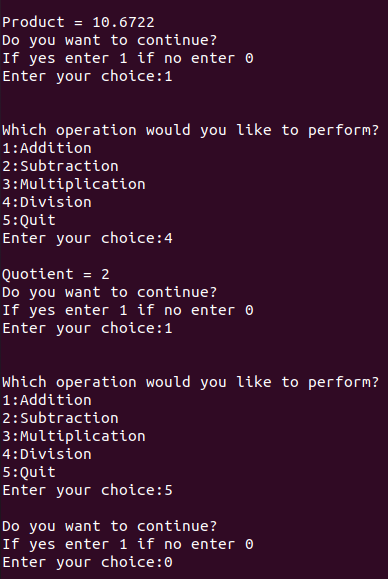 Product = 10.6722
Do you want to continue?
If yes enter 1 if no enter 0
Enter your choice:1
Which operation would you like to perform?
1:Addition
2:Subtraction
3:Multiplication
4:Division
5:Quit
Enter your choice:4
Quotient = 2
Do you want to continue?
If yes enter 1 if no enter 0
Enter your choice:1
Which operation would you like to perform?
1:Addition
2:Subtraction
3:Multiplication
4:Division
5:Quit
Enter your choice:5
Do you want to continue?
If yes enter 1 if no enter 0
Enter your choice:0